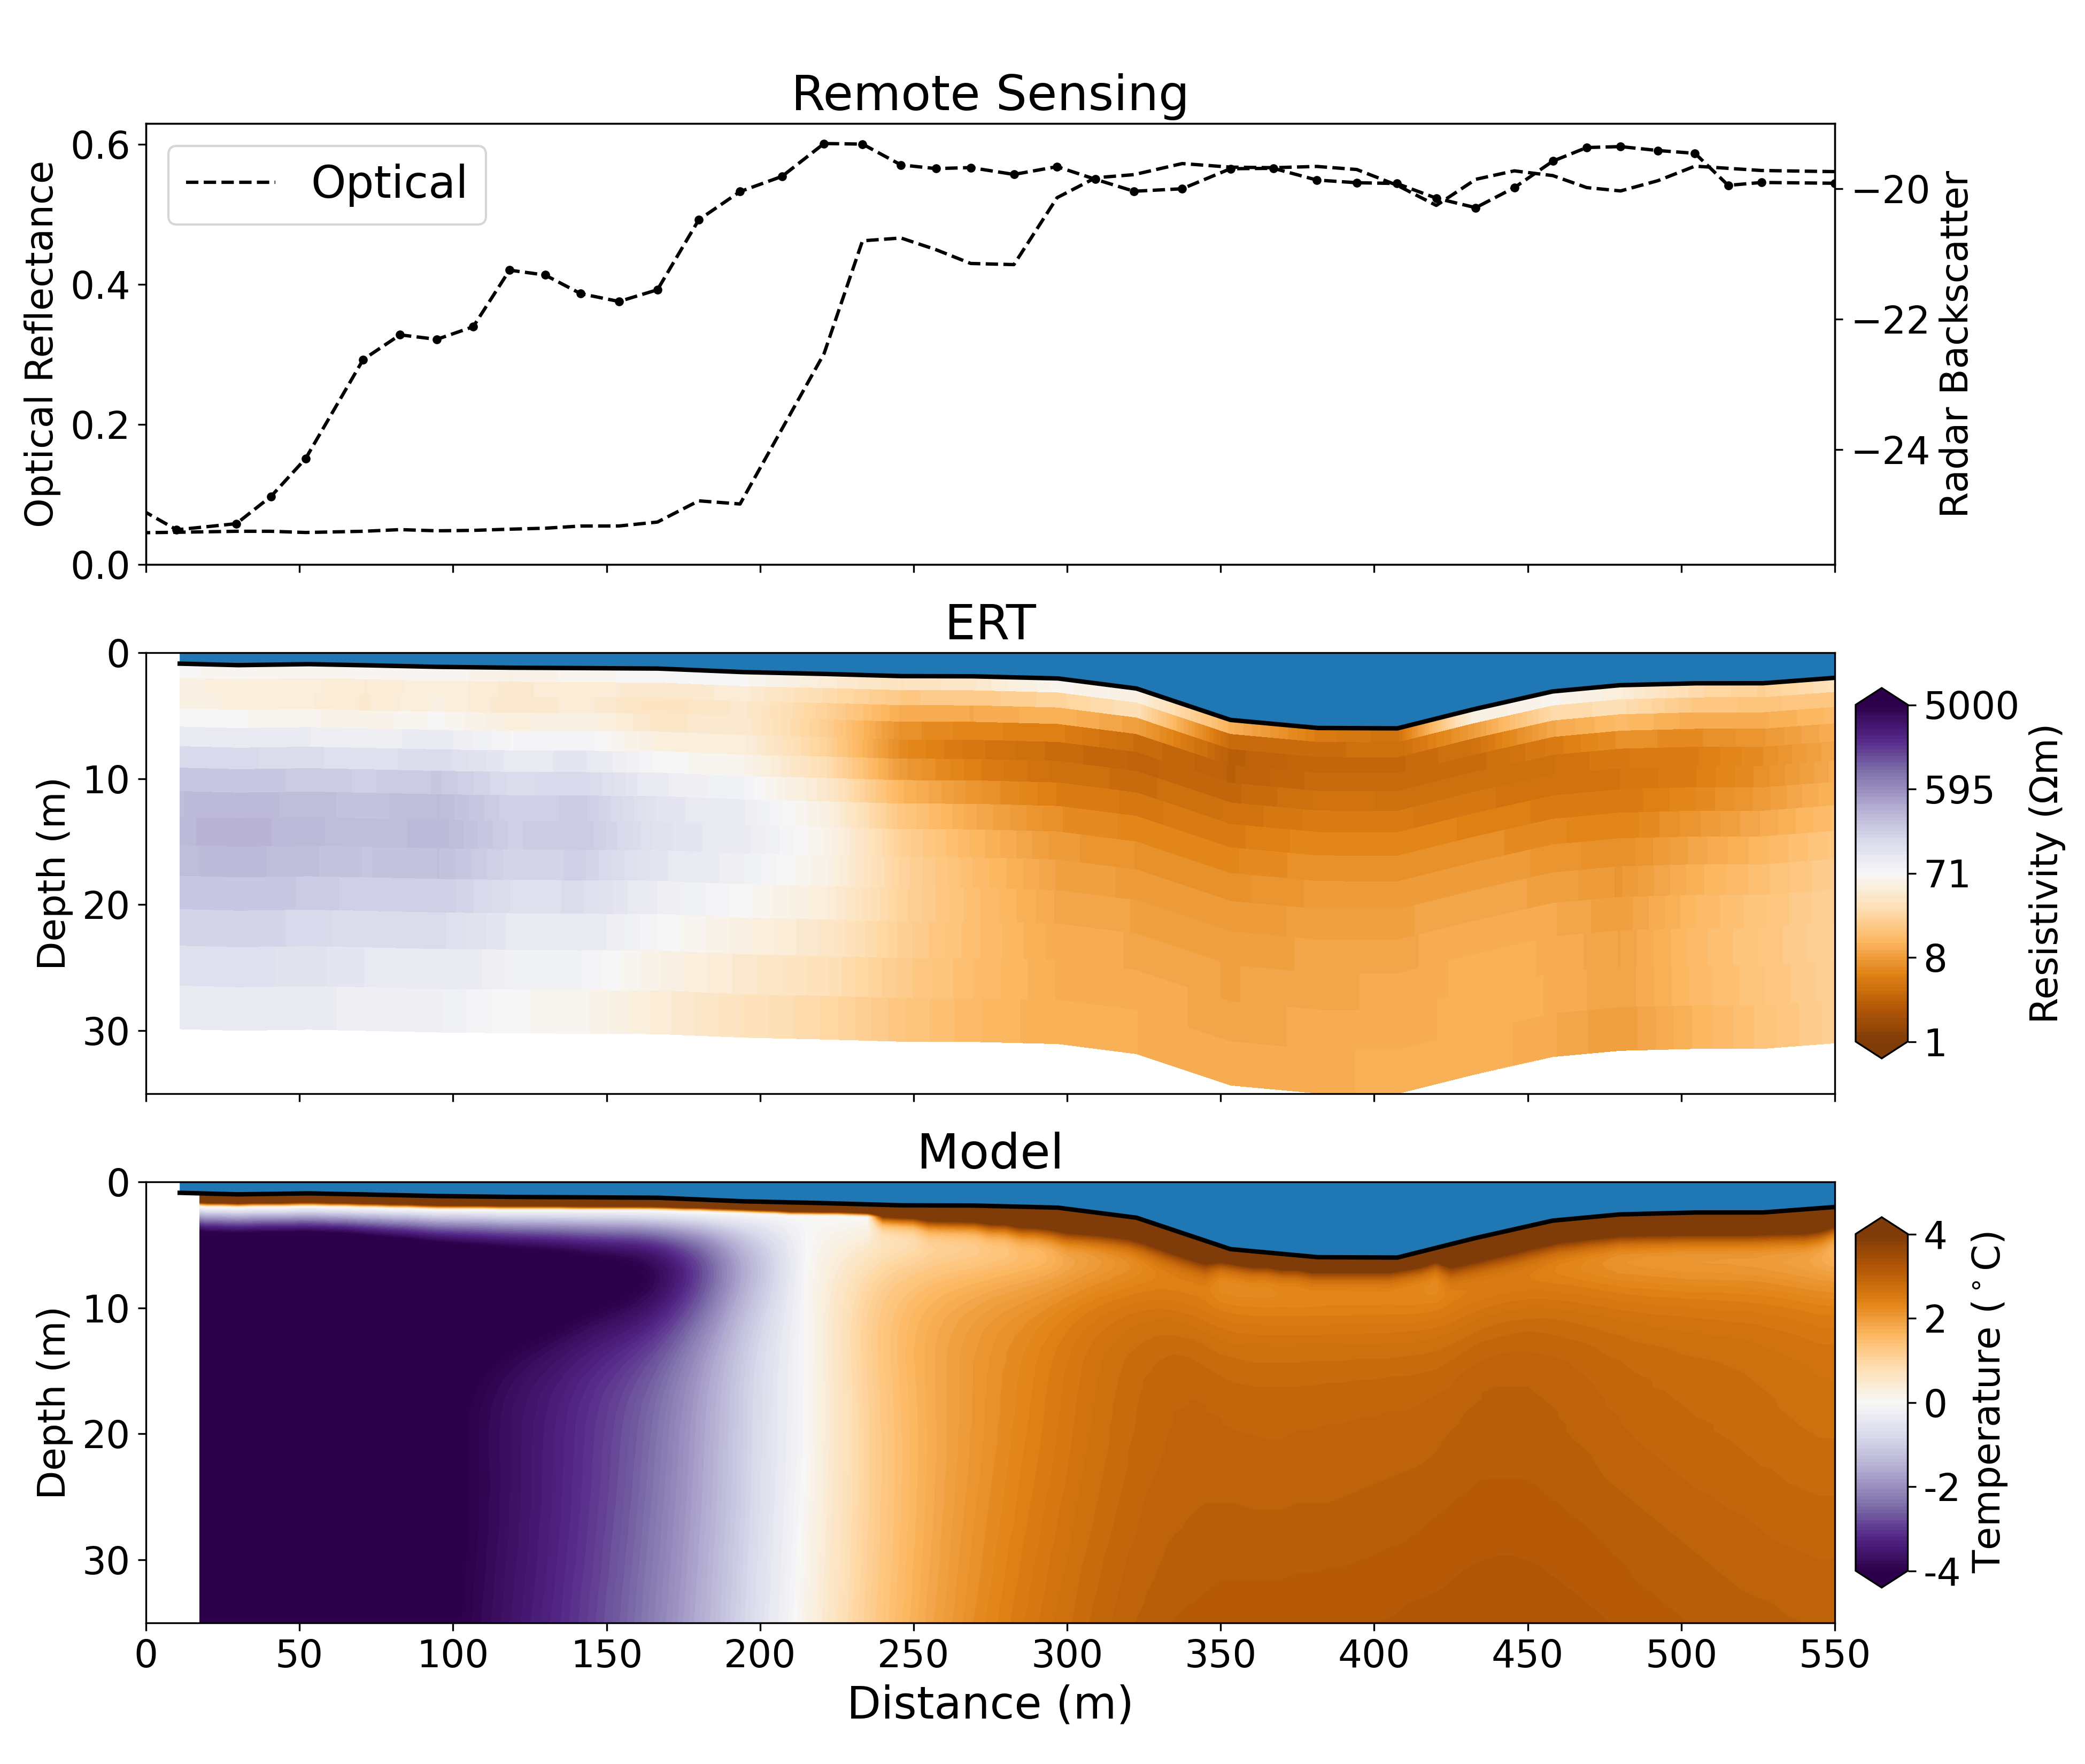 Remote Sensing
Optical Reflectance
0.6
0.4
0.2
0.0
Optical
−20
−22
−24
Radar Backscatter
ERT
Depth (m)
0
10
20
30
5000
595
71
8
1
Resistivity (Ωm)
Model
Depth (m)
0
10
20
30
4
2
0
-2
-4
Temperature (°C)
0 50 100 150 200 250 300 350 400 450 500 550
Distance (m)